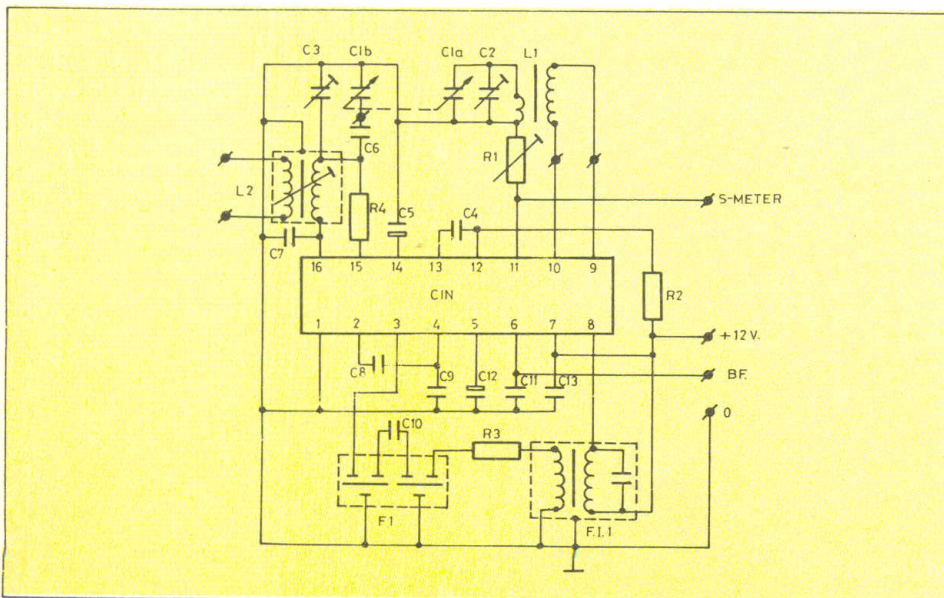 C3 C1b C1a C2 L1
C6
R1
L2 R4 C5 C4 S-METER
C7
16 15 14 13 12 11 10 9
CIN R2
1 2 3 4 5 6 7 8
+12V.
C8 C9 C12 C11 C13 BF.
0
C10 R3
F1 F.I.1